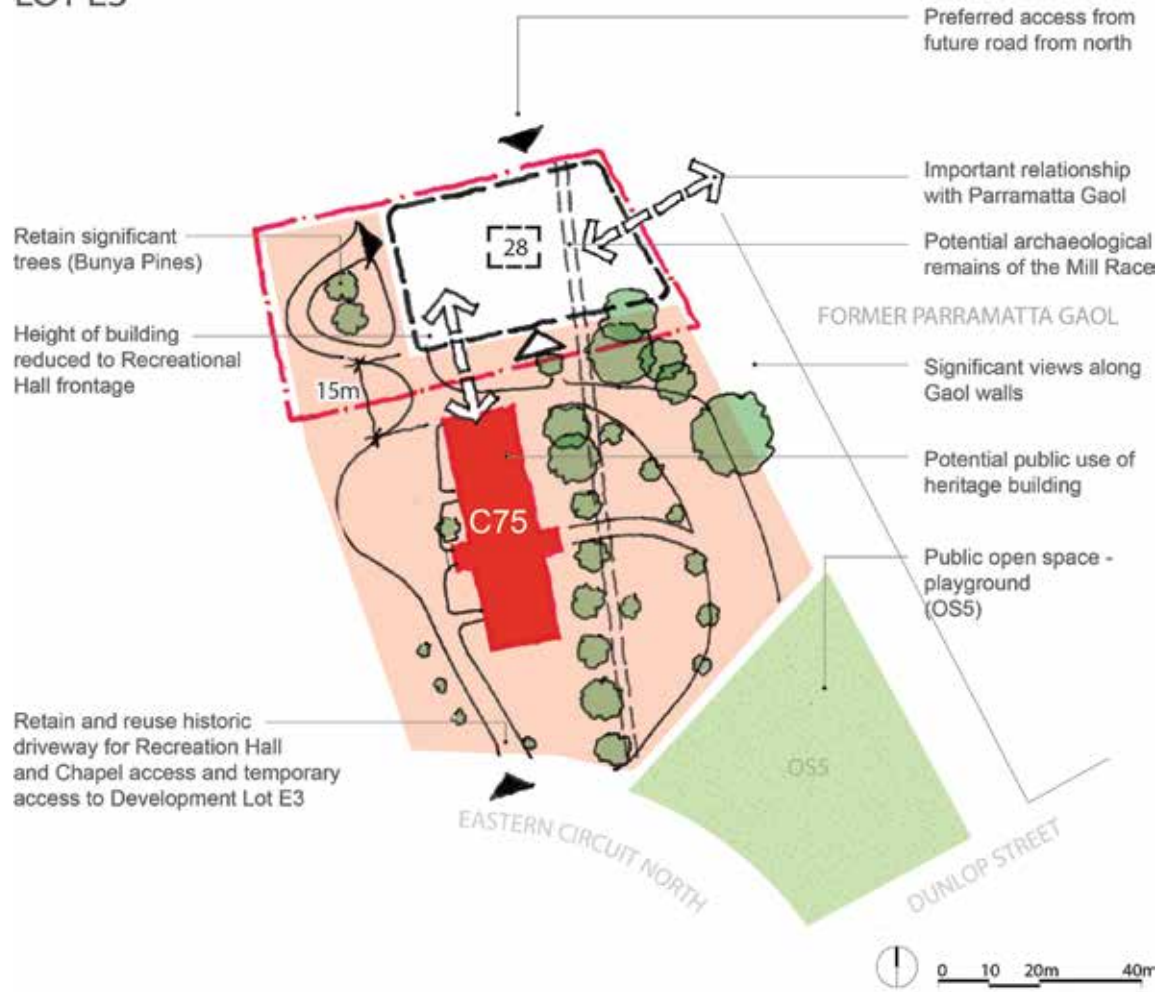 LOT E3
Preferred access from
future road from north
Important relationship
with Parramatta Gaol
Retain significant
trees (Bunya Pines)
28
Potential archaeological
remains of the Mill Race
FORMER PARRAMATTA GAOL
Height of building
reduced to Recreational
Hall frontage
15m
Significant views along
Gaol walls
Potential public use of
heritage building
C75
Public open space -
playground
(OS5)
Retain and reuse historic
driveway for Recreation Hall
and Chapel access and temporary
access to Development Lot E3
OS5
EASTERN CIRCUIT NORTH
DUNLOP STREET
0 10 20m 40m